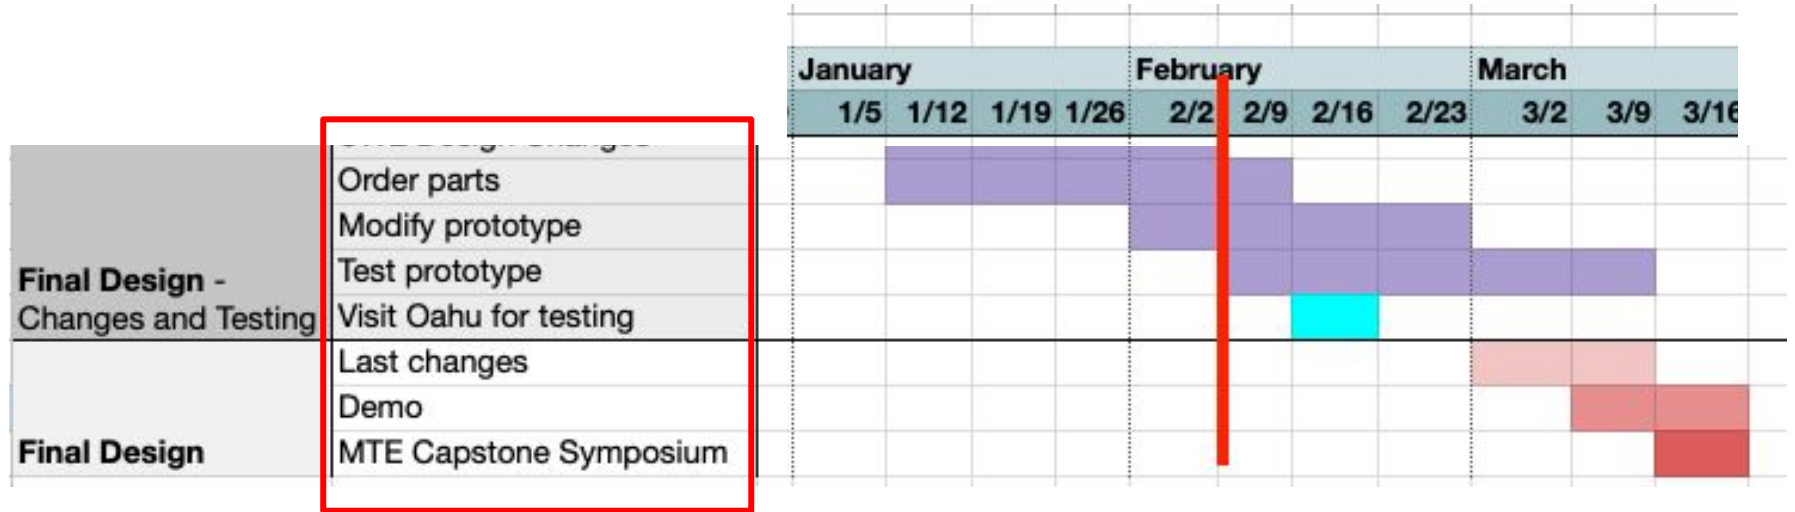 January February March
1/5 1/12 1/19 1/26 2/2 2/9 2/16 2/23 3/2 3/9 3/16
Order parts
Modify prototype
Final Design -
Changes and Testing
Test prototype
Visit Oahu for testing
Last changes
Demo
Final Design
MTE Capstone Symposium